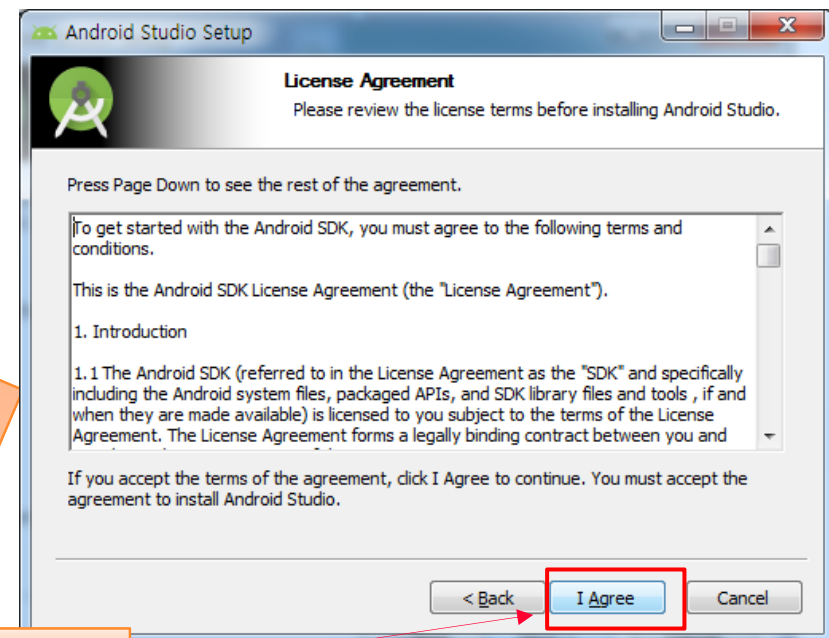 Android Studio Setup
License Agreement
Please review the license terms before installing Android Studio.
Press Page Down to see the rest of the agreement.
To get started with the Android SDK, you must agree to the following terms and
conditions.
This is the Android SDK License Agreement (the "License Agreement").
1. Introduction
1.1 The Android SDK (referred to in the License Agreement as the "SDK" and specifically
including the Android system files, packaged APIs, and SDK library files and tools , if and
when they are made available) is licensed to you subject to the terms of the License
Agreement. The License Agreement forms a legally binding contract between you and
If you accept the terms of the agreement, click I Agree to continue. You must accept the
agreement to install Android Studio.
< Back
I Agree
Cancel